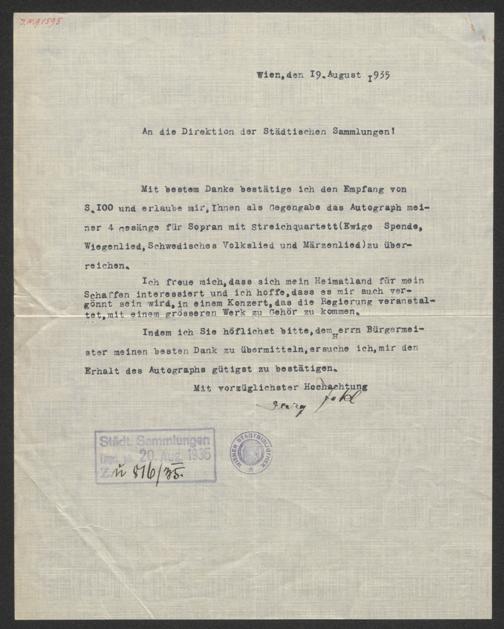 Wien,den 19.August 1935
An die Direktion der Städtischen Sammlungen!
Mit bestem Danke bestätige ich den Empfang von
S.100 und erlaube mir,Ihnen als Gegengabe das Autograph mei-
ner 4 Gesänge für Sopran mit Streichquartett(Ewige Spende,
Wiegenlied,Schwedisches Volkslied und Märzenlied)zu über-
reichen.
Ich freue mich,dass sich mein Heimatland für mein
Schaffen interessiert und ich hoffe,dass es mir auch ver-
gönnt sein wird,in einem Konzert,das die Regierung veranstal-
tet,mit einem grösseren Werk zu Gehör zu kommen.
Indem ich Sie höflichst bitte,dem Herrn Bürgermei-
ster meinen besten Dank zu übermitteln,ersuche ich,mir den
Erhalt des Autographs gütigst zu bestätigen.
Mit vorzüglichster Hochachtung
Städt. Sammlungen
20. Aug. 1935
816/35.
WIENER STADTBIBLIOTHEK